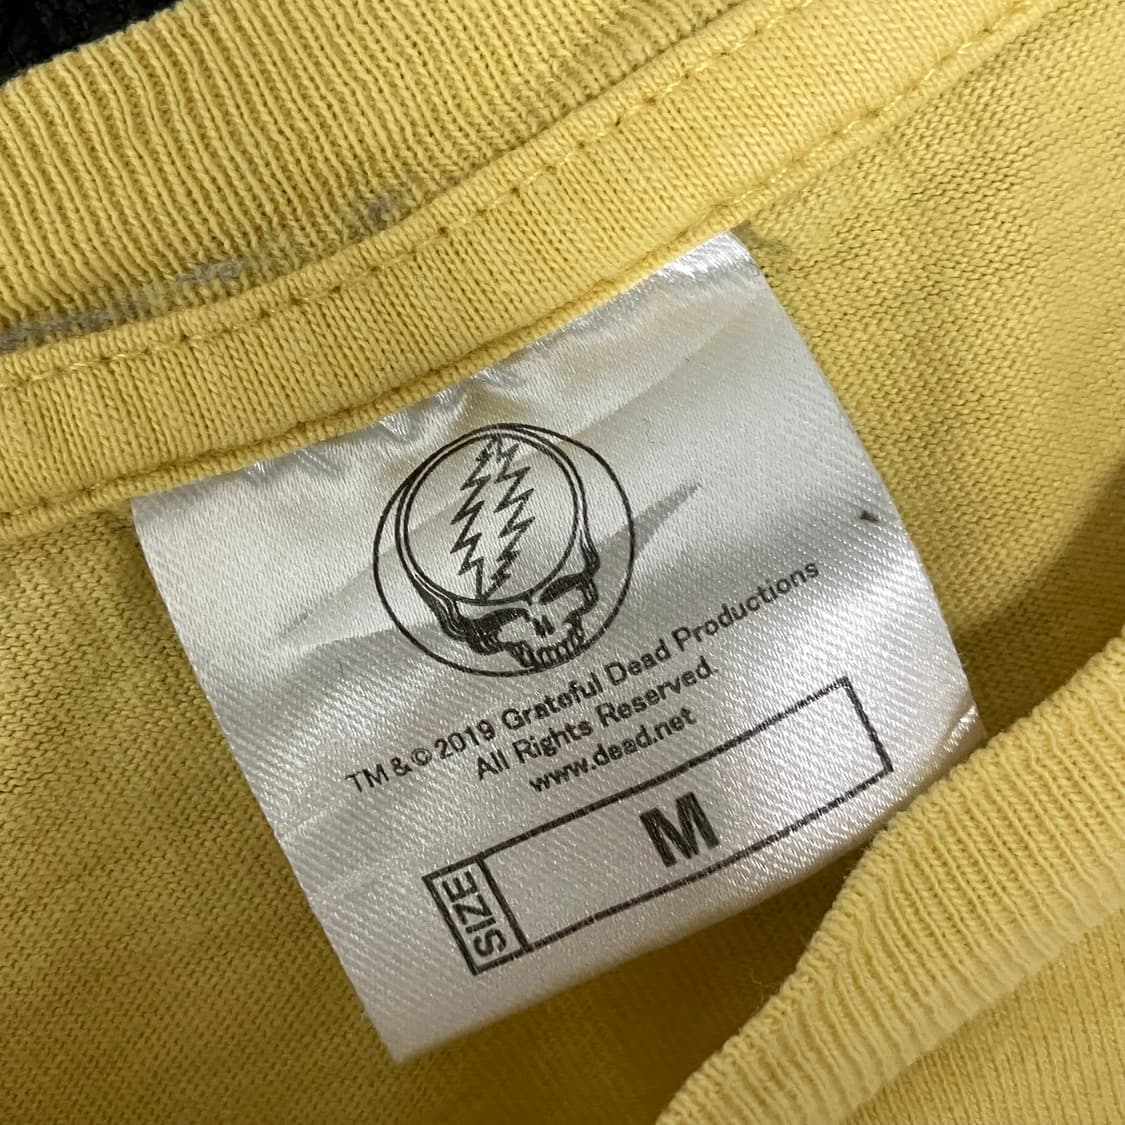 TM & © 2019 Grateful Dead Productions
All Rights Reserved.
www.dead.net
SIZE
M